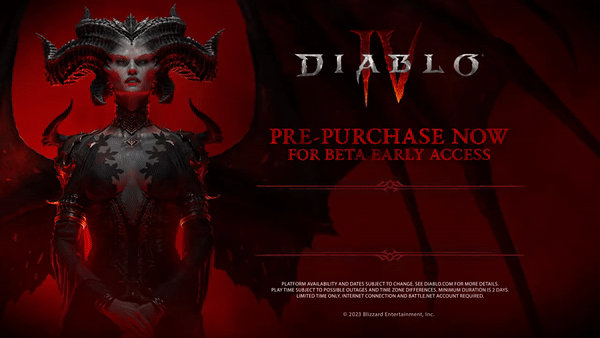 DIABLO IV
PRE-PURCHASE NOW
FOR BETA EARLY ACCESS
PLATFORM AVAILABILITY AND DATES SUBJECT TO CHANGE. SEE DIABLO.COM FOR MORE DETAILS.
PLAY TIME SUBJECT TO POSSIBLE OUTAGES AND TIME ZONE DIFFERENCES. MINIMUM DURATION IS 2 DAYS.
LIMITED TIME ONLY. INTERNET CONNECTION AND BATTLE.NET ACCOUNT REQUIRED.
© 2023 Blizzard Entertainment, Inc.